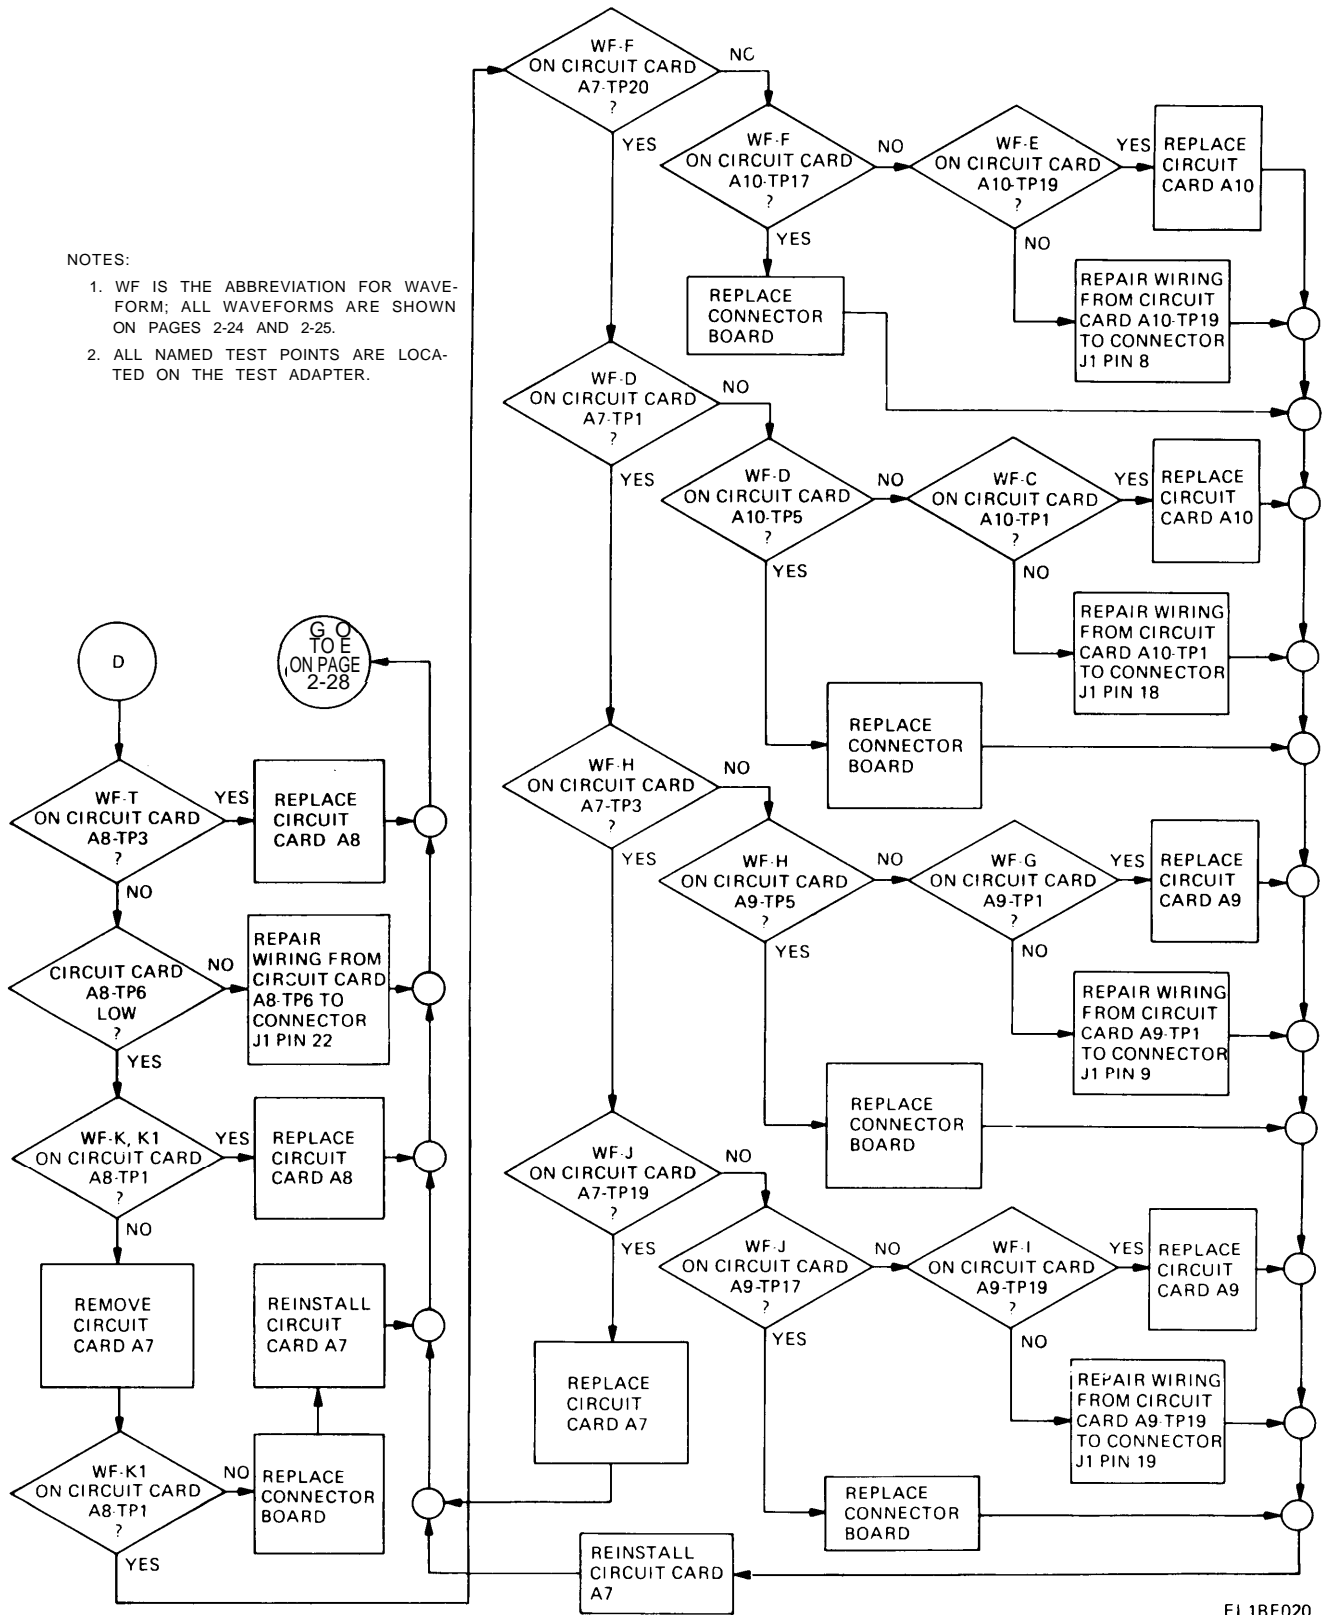 NOTES:
1. WF IS THE ABBREVIATION FOR WAVE-
FORM; ALL WAVEFORMS ARE SHOWN
ON PAGES 2-24 AND 2-25.
2. ALL NAMED TEST POINTS ARE LOCA-
TED ON THE TEST ADAPTER.
D
G O
TO E
ON PAGE
2-28
WF-T
ON CIRCUIT CARD
A8-TP3
?
YES
REPLACE
CIRCUIT
CARD A8
NO
CIRCUIT CARD
A8-TP6
LOW
?
NO
REPAIR
WIRING FROM
CIRCUIT CARD
A8-TP6 TO
CONNECTOR
J1 PIN 22
YES
WF-K, K1
ON CIRCUIT CARD
A8-TP1
?
YES
REPLACE
CIRCUIT
CARD A8
NO
REMOVE
CIRCUIT
CARD A7
REINSTALL
CIRCUIT
CARD A7
WF-K1
ON CIRCUIT CARD
A8-TP1
?
NO
REPLACE
CONNECTOR
BOARD
YES
WF-F
ON CIRCUIT CARD
A7-TP20
?
NO
YES
WF-F
ON CIRCUIT CARD
A10-TP17
?
NO
YES
WF-E
ON CIRCUIT CARD
A10-TP19
?
YES
NO
REPLACE
CIRCUIT
CARD A10
REPLACE
CONNECTOR
BOARD
REPAIR WIRING
FROM CIRCUIT
CARD A10-TP19
TO CONNECTOR
J1 PIN 8
WF-D
ON CIRCUIT CARD
A7-TP1
?
NO
YES
WF-D
ON CIRCUIT CARD
A10-TP5
?
NO
YES
WF-C
ON CIRCUIT CARD
A10-TP1
?
YES
NO
REPLACE
CIRCUIT
CARD A10
REPAIR WIRING
FROM CIRCUIT
CARD A10-TP1
TO CONNECTOR
J1 PIN 18
REPLACE
CONNECTOR
BOARD
WF-H
ON CIRCUIT CARD
A7-TP3
?
NO
YES
WF-H
ON CIRCUIT CARD
A9-TP5
?
NO
YES
WF-G
ON CIRCUIT CARD
A9-TP1
?
YES
NO
REPLACE
CIRCUIT
CARD A9
REPAIR WIRING
FROM CIRCUIT
CARD A9-TP1
TO CONNECTOR
J1 PIN 9
REPLACE
CONNECTOR
BOARD
WF-J
ON CIRCUIT CARD
A7-TP19
?
NO
YES
WF-J
ON CIRCUIT CARD
A9-TP17
?
NO
YES
WF-I
ON CIRCUIT CARD
A9-TP19
?
YES
NO
REPLACE
CIRCUIT
CARD A9
REPAIR WIRING
FROM CIRCUIT
CARD A9-TP19
TO CONNECTOR
J1 PIN 19
REPLACE
CIRCUIT
CARD A7
REPLACE
CONNECTOR
BOARD
REINSTALL
CIRCUIT CARD
A7